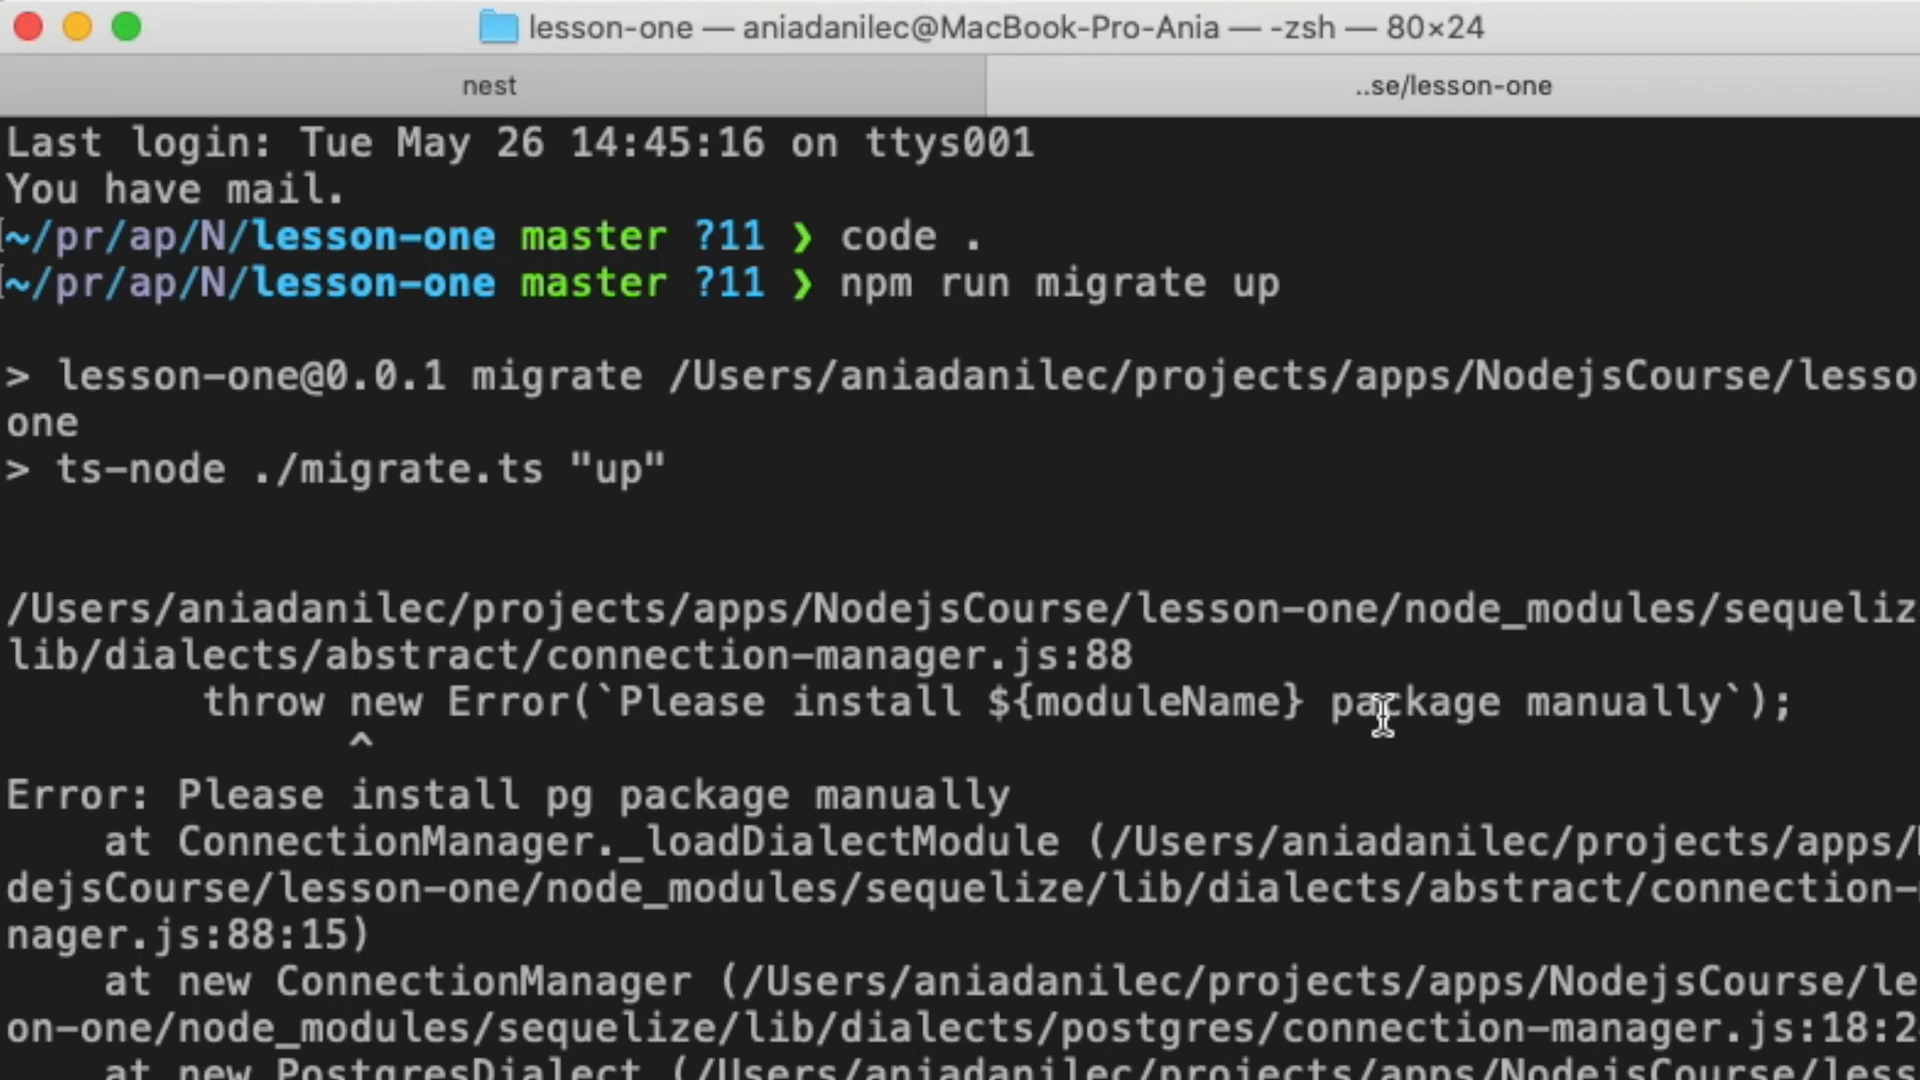 lesson-one — aniadanilec@MacBook-Pro-Ania — -zsh — 80×24
nest
..se/lesson-one
Last login: Tue May 26 14:45:16 on ttys001
You have mail.
~/pr/ap/N/lesson-one master ?11 ❯ code .
~/pr/ap/N/lesson-one master ?11 ❯ npm run migrate up
> lesson-one@0.0.1 migrate /Users/aniadanilec/projects/apps/NodejsCourse/lesso
one
> ts-node ./migrate.ts "up"
/Users/aniadanilec/projects/apps/NodejsCourse/lesson-one/node_modules/sequeliz
lib/dialects/abstract/connection-manager.js:88
throw new Error(`Please install ${moduleName} package manually`);
^
Error: Please install pg package manually
at ConnectionManager._loadDialectModule (/Users/aniadanilec/projects/apps/
dejsCourse/lesson-one/node_modules/sequelize/lib/dialects/abstract/connection-
nager.js:88:15)
at new ConnectionManager (/Users/aniadanilec/projects/apps/NodejsCourse/le
on-one/node_modules/sequelize/lib/dialects/postgres/connection-manager.js:18:2
at new PostgresDialect (/Users/aniadanilec/projects/apps/NodejsCourse/less